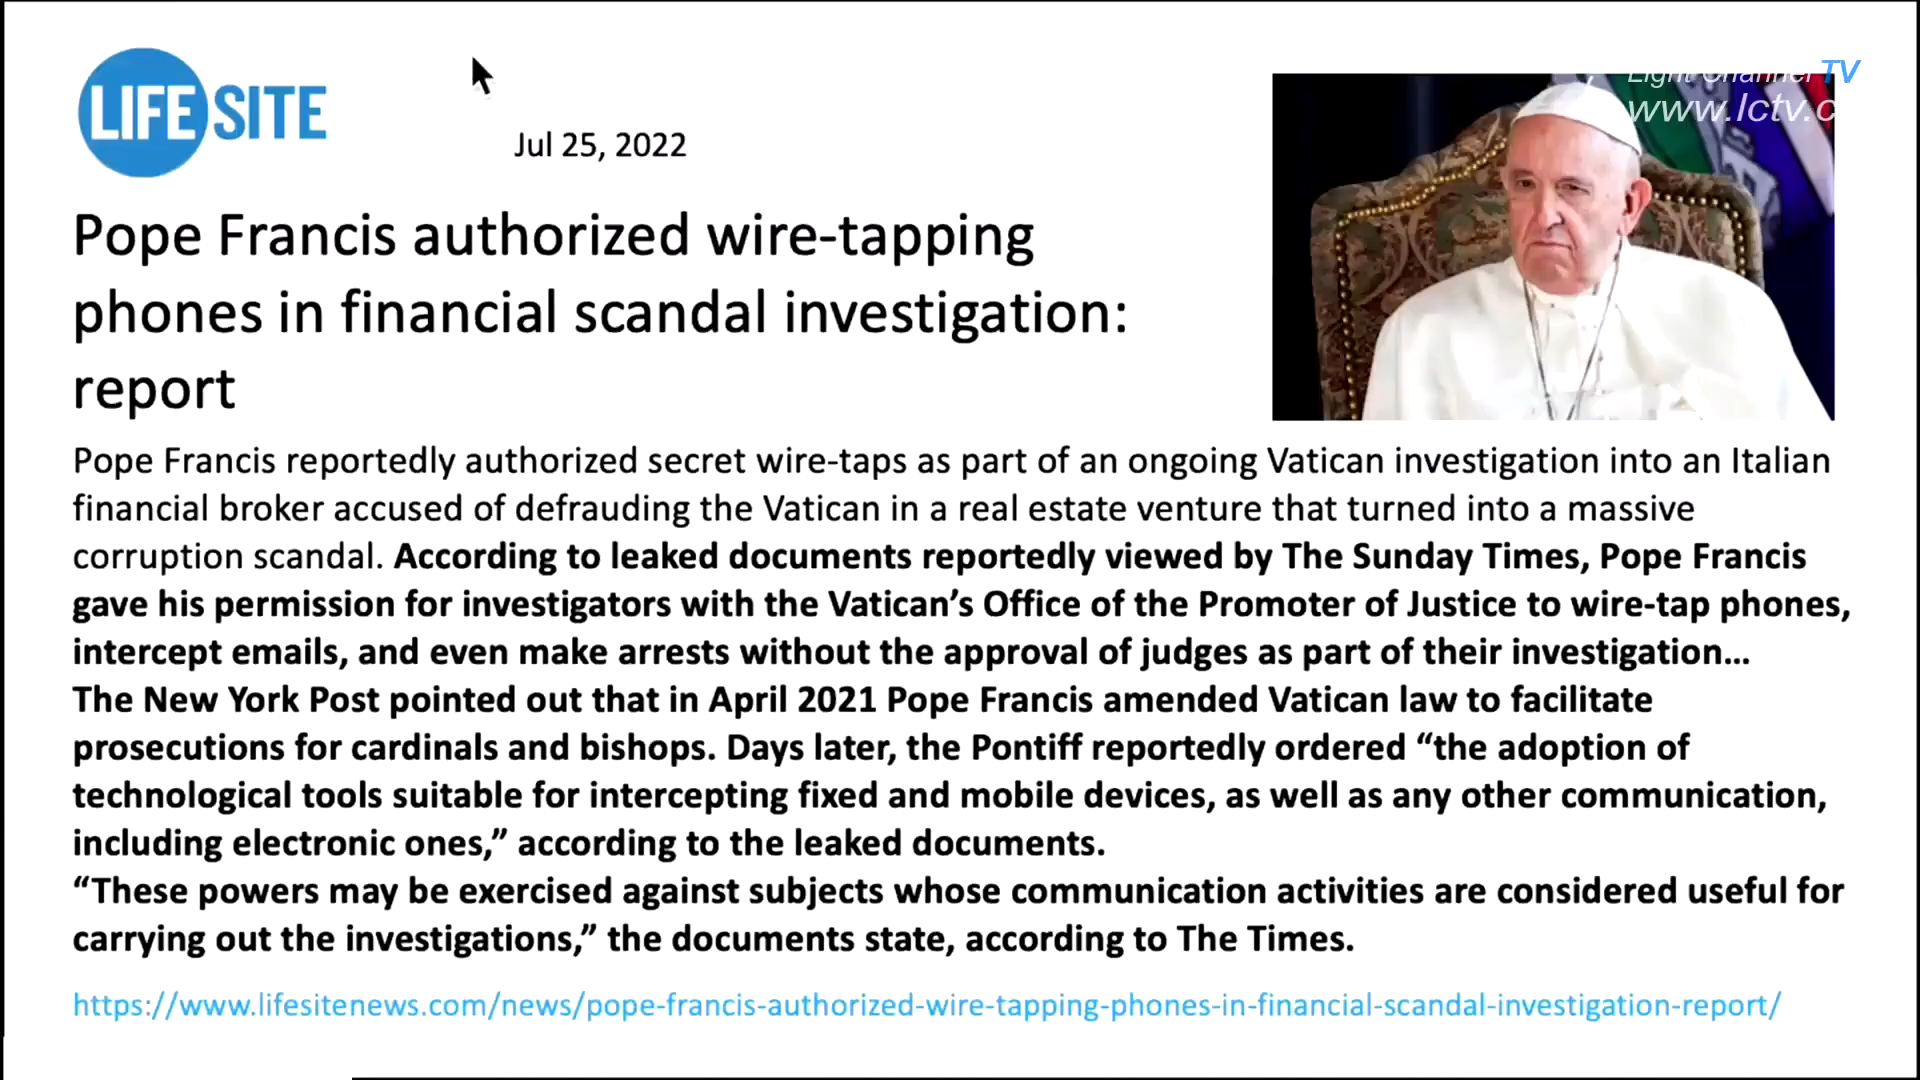 LIFE SITE
Jul 25, 2022
Light Channel TV
www.lctv.c
Pope Francis authorized wire-tapping
phones in financial scandal investigation:
report
Pope Francis reportedly authorized secret wire-taps as part of an ongoing Vatican investigation into an Italian
financial broker accused of defrauding the Vatican in a real estate venture that turned into a massive
corruption scandal. According to leaked documents reportedly viewed by The Sunday Times, Pope Francis
gave his permission for investigators with the Vatican’s Office of the Promoter of Justice to wire-tap phones,
intercept emails, and even make arrests without the approval of judges as part of their investigation...
The New York Post pointed out that in April 2021 Pope Francis amended Vatican law to facilitate
prosecutions for cardinals and bishops. Days later, the Pontiff reportedly ordered “the adoption of
technological tools suitable for intercepting fixed and mobile devices, as well as any other communication,
including electronic ones,” according to the leaked documents.
“These powers may be exercised against subjects whose communication activities are considered useful for
carrying out the investigations,” the documents state, according to The Times.
https://www.lifesitenews.com/news/pope-francis-authorized-wire-tapping-phones-in-financial-scandal-investigation-report/